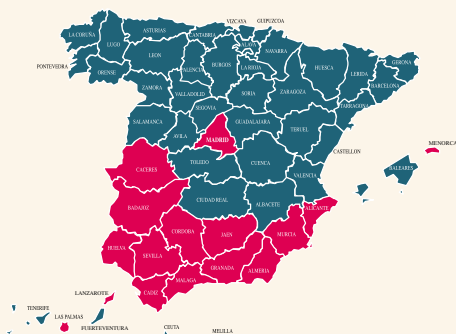 VIZCAYA
GUIPUZCOA
LA CORUÑA
LUGO
ASTURIAS
CANTABRIA
ALAVA
NAVARRA
PONTEVEDRA
ORENSE
LEON
PALENCIA
BURGOS
LA RIOJA
HUESCA
LEREDA
GERONA
BARCELONA
ZAMORA
VALLADOLID
SORIA
ZARAGOZA
TARRAGONA
SALAMANCA
SEGOVIA
AVILA
MADRID
GUADALAJARA
TERUEL
CASTELLON
MENORCA
CACERES
TOLEDO
CUENCA
VALENCIA
BALEARES
BADAJOZ
CIUDAD REAL
ALBACETE
ALICANTE
HUELVA
SEVILLA
CORDOBA
JAEN
MURCIA
CADIZ
MALAGA
GRANADA
ALMERIA
LANZAROTE
TENERIFE
LAS PALMAS
FUERTEVENTURA
CEUTA
MELILLA